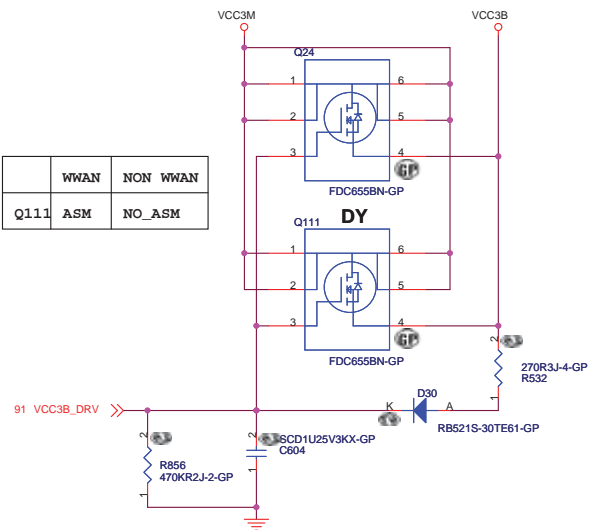 VCC3M
VCC3B
Q24
1
6
2
5
3
4
GP
FDC655BN-GP
WWAN
NON WWAN
Q111
ASM
NO_ASM
Q111
DY
1
6
2
5
3
4
GP
FDC655BN-GP
2
270R3J-4-GP
R532
1
91 VCC3B_DRV
K
D30
A
RB521S-30TE61-GP
2
R856
470KR2J-2-GP
1
2
SCD1U25V3KX-GP
C604
1